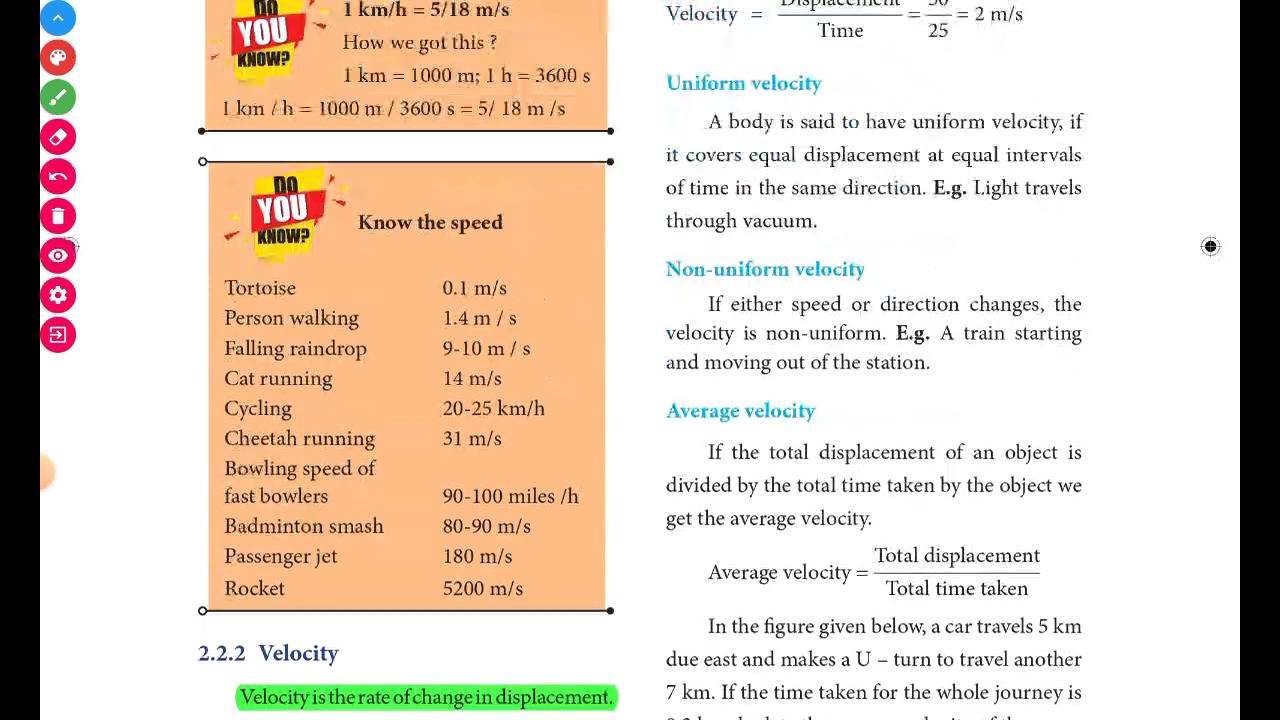 DO
YOU
KNOW?
1 km/h = 5/18 m/s
How we got this ?
1 km = 1000 m; 1 h = 3600 s
1 km / h = 1000 m / 3600 s = 5/ 18 m /s
DO
YOU
KNOW?
Know the speed
Tortoise 0.1 m/s
Person walking 1.4 m / s
Falling raindrop 9-10 m / s
Cat running 14 m/s
Cycling 20-25 km/h
Cheetah running 31 m/s
Bowling speed of
fast bowlers 90-100 miles /h
Badminton smash 80-90 m/s
Passenger jet 180 m/s
Rocket 5200 m/s
2.2.2 Velocity
Velocity is the rate of change in displacement.
Velocity = Displacement / Time = 50 / 25 = 2 m/s
Uniform velocity
A body is said to have uniform velocity, if
it covers equal displacement at equal intervals
of time in the same direction. E.g. Light travels
through vacuum.
Non-uniform velocity
If either speed or direction changes, the
velocity is non-uniform. E.g. A train starting
and moving out of the station.
Average velocity
If the total displacement of an object is
divided by the total time taken by the object we
get the average velocity.
Average velocity = Total displacement / Total time taken
In the figure given below, a car travels 5 km
due east and makes a U – turn to travel another
7 km. If the time taken for the whole journey is